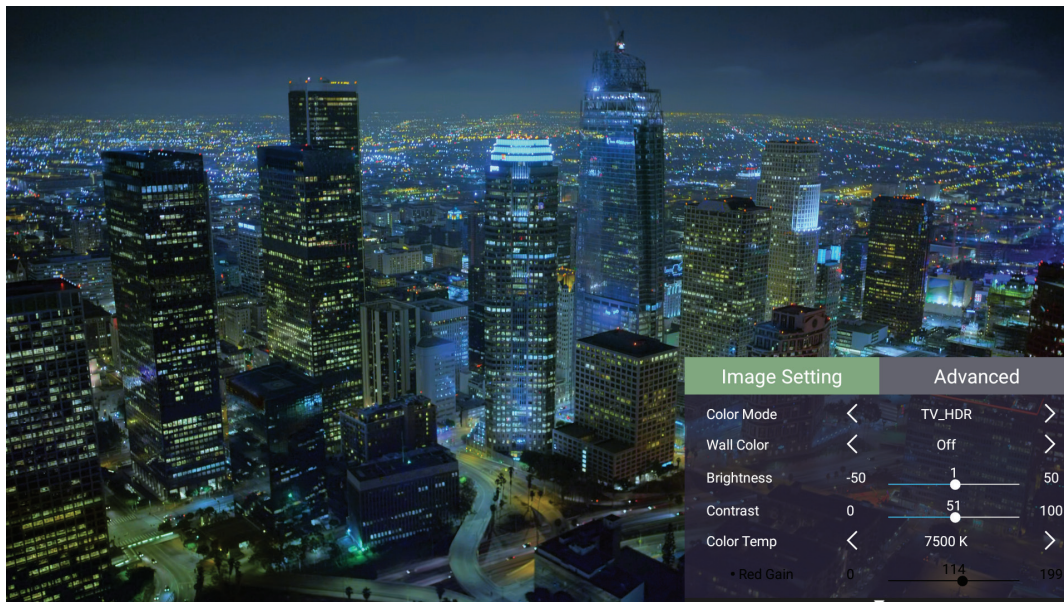 Image Setting Advanced
Color Mode TV_HDR
Wall Color Off
Brightness -50 1 50
Contrast 0 51 100
Color Temp 7500 K
• Red Gain 0 114 199